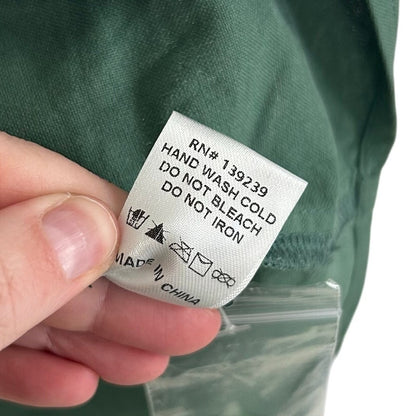 RN# 139239
HAND WASH COLD
DO NOT BLEACH
DO NOT IRON
MADE IN CHINA